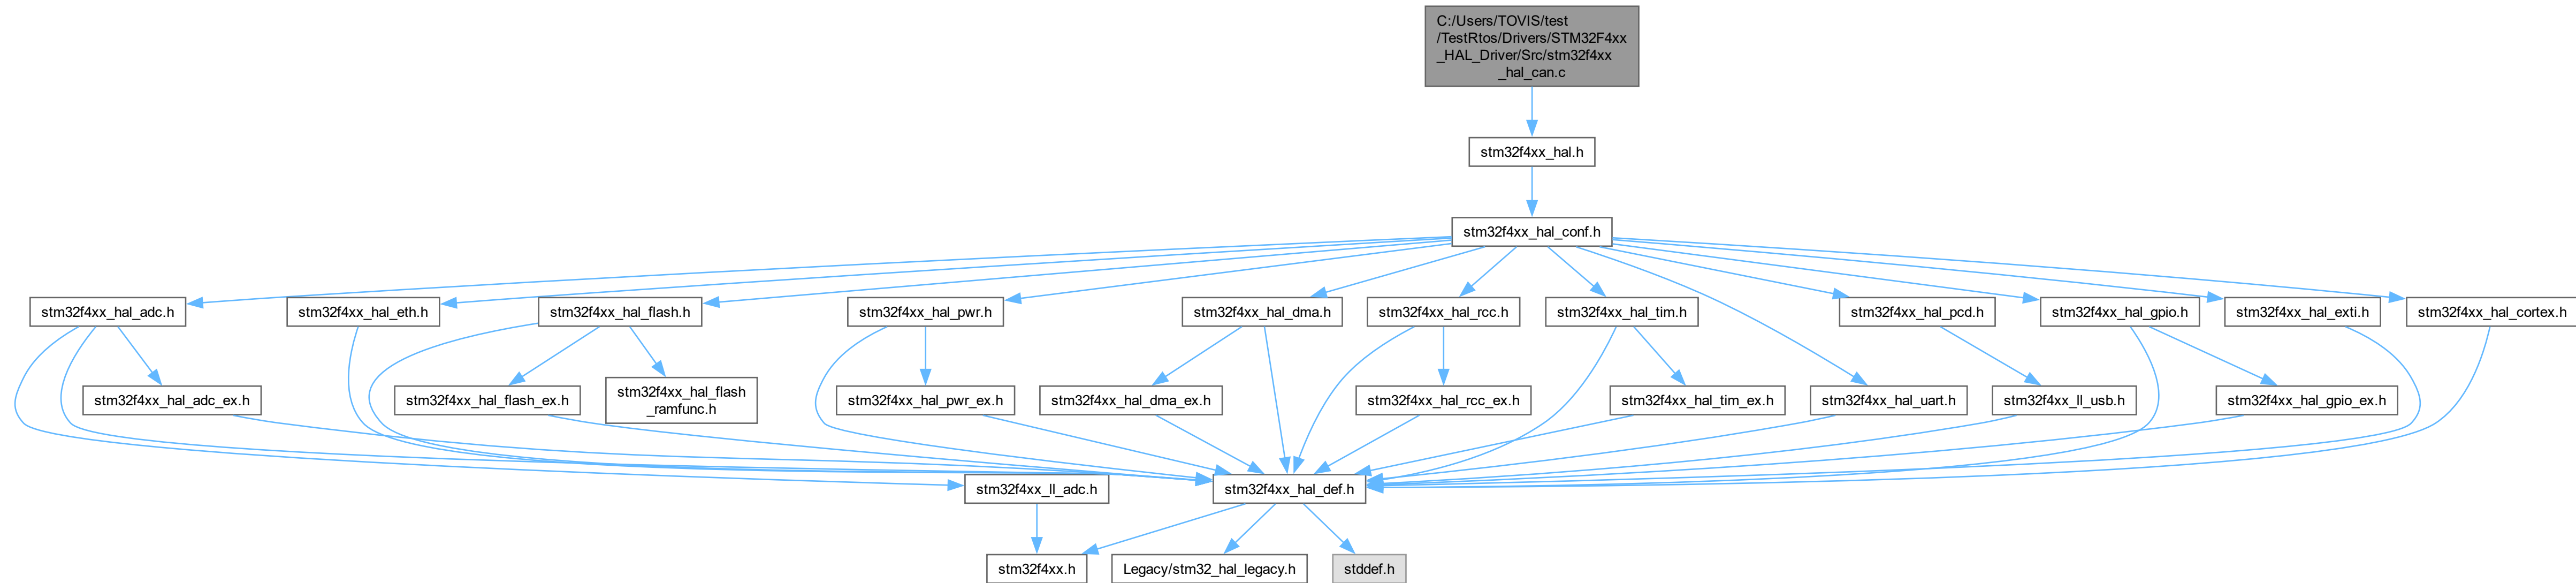 C:/Users/TOVIS/test
/TestRtos/Drivers/STM32F4xx
_HAL_Driver/Src/stm32f4xx
_hal_can.c
stm32f4xx_hal.h
stm32f4xx_hal_conf.h
stm32f4xx_hal_adc.h
stm32f4xx_hal_eth.h
stm32f4xx_hal_flash.h
stm32f4xx_hal_pwr.h
stm32f4xx_hal_dma.h
stm32f4xx_hal_rcc.h
stm32f4xx_hal_tim.h
stm32f4xx_hal_pcd.h
stm32f4xx_hal_gpio.h
stm32f4xx_hal_exti.h
stm32f4xx_hal_cortex.h
stm32f4xx_hal_adc_ex.h
stm32f4xx_hal_flash_ex.h
stm32f4xx_hal_flash
_ramfunc.h
stm32f4xx_hal_pwr_ex.h
stm32f4xx_hal_dma_ex.h
stm32f4xx_hal_rcc_ex.h
stm32f4xx_hal_tim_ex.h
stm32f4xx_hal_uart.h
stm32f4xx_ll_usb.h
stm32f4xx_hal_gpio_ex.h
stm32f4xx_ll_adc.h
stm32f4xx_hal_def.h
stm32f4xx.h
Legacy/stm32_hal_legacy.h
stddef.h